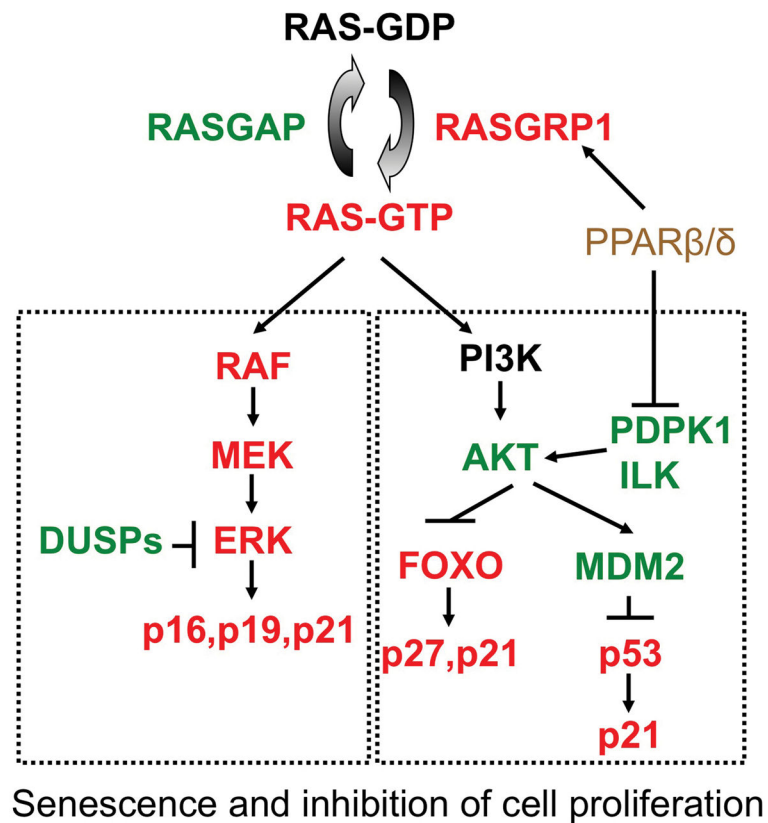 RAS-GDP
RASGAP
RASGRP1
RAS-GTP
PPARβ/δ
RAF
PI3K
MEK
AKT
PDPK1
ILK
DUSPs
ERK
FOXO
MDM2
p16,p19,p21
p27,p21
p53
p21
Senescence and inhibition of cell proliferation